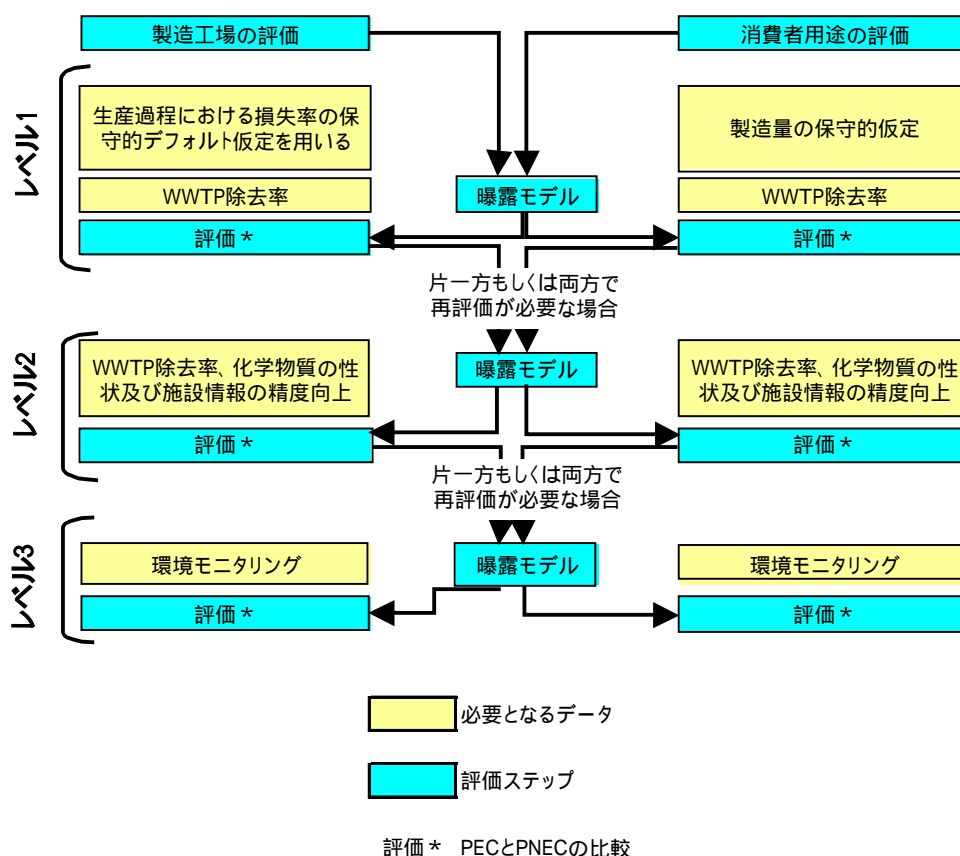 製造工場の評価
消費者用途の評価
レベル1
生産過程における損失率の保
守的デフォルト仮定を用いる
製造量の保守的仮定
WWTP除去率
曝露モデル
WWTP除去率
評価*
評価*
片一方もしくは両方で
再評価が必要な場合
レベル2
WWTP除去率、化学物質の性
状及び施設情報の精度向上
曝露モデル
WWTP除去率、化学物質の性
状及び施設情報の精度向上
評価*
評価*
片一方もしくは両方で
再評価が必要な場合
レベル3
環境モニタリング
曝露モデル
環境モニタリング
評価*
評価*
必要となるデータ
評価ステップ
評価* PECとPNECの比較